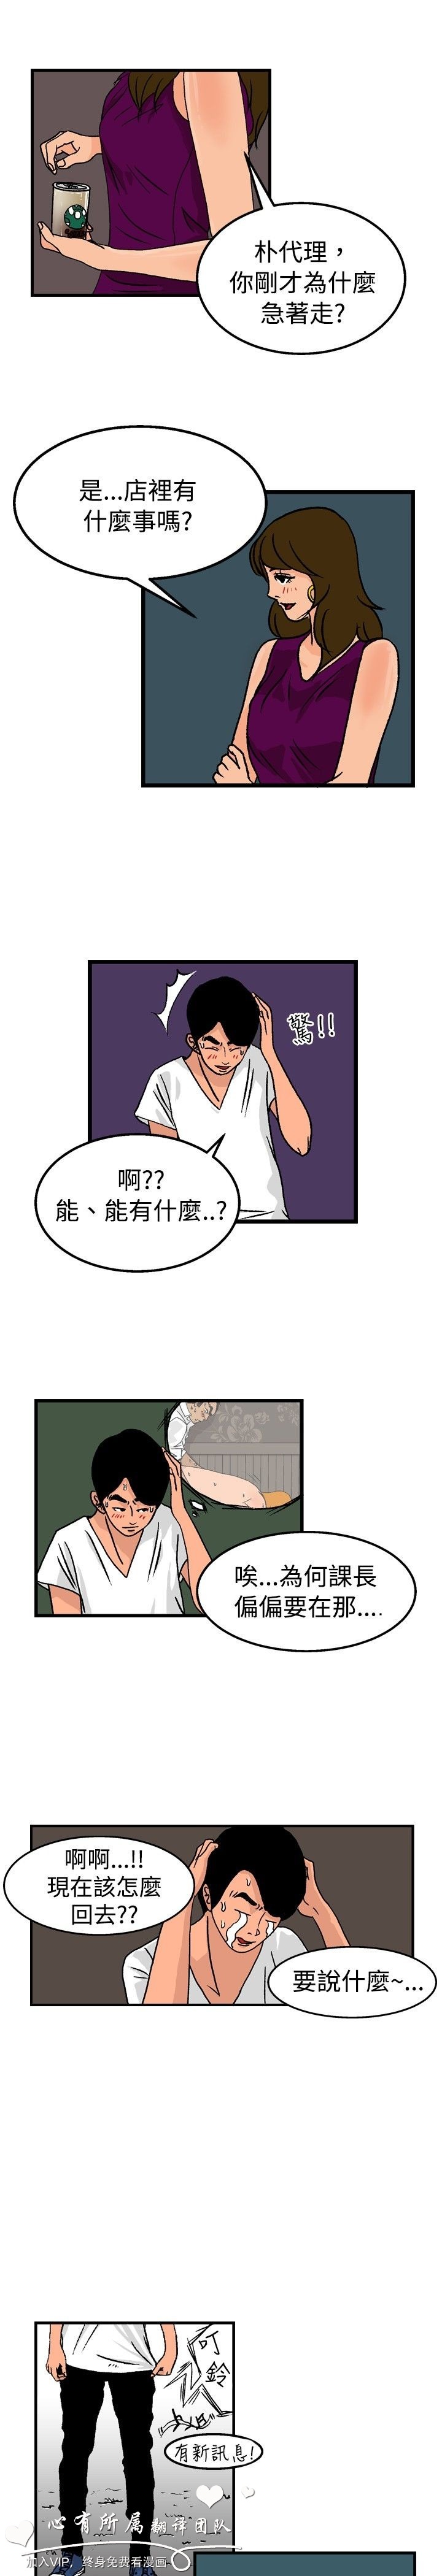 朴代理，
你剛才為什麼
急著走?
是...店裡有
什麼事嗎?
驚!!
啊??
能、能有什麼..?
唉...為何課長
偏偏要在那....
啊啊...!!
現在該怎麼
回去??
要說什麼~...
叮
鈴
有新訊息!
心有所属翻译团队
加入VIP，终身免费看漫画~